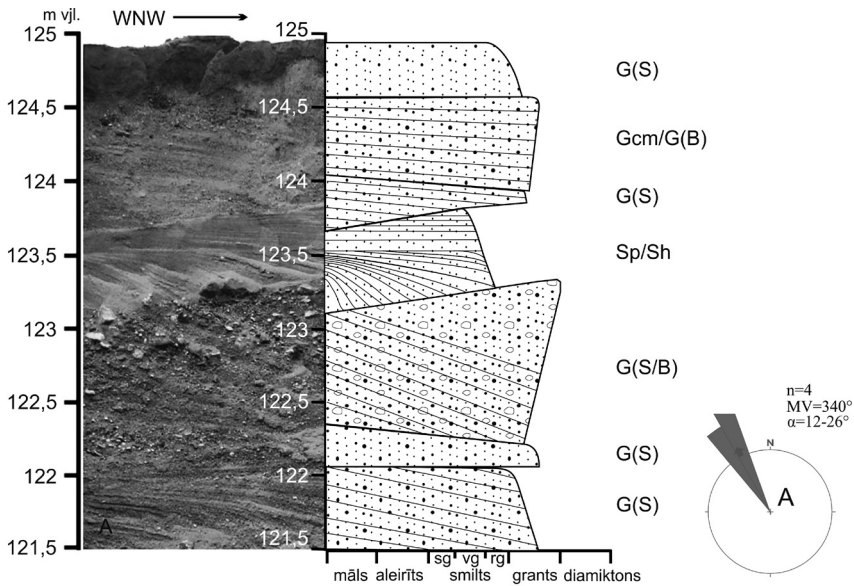 m vjl.
WNW
125
124,5
124
123,5
123
122,5
122
121,5
A
125
124,5
124
123,5
123
122,5
122
121,5
G(S)
Gcm/G(B)
G(S)
Sp/Sh
G(S/B)
G(S)
G(S)
n=4
MV=340°
α=12-26°
N
A
sg vg rg
māls aleirīts smilts grants diamiktons